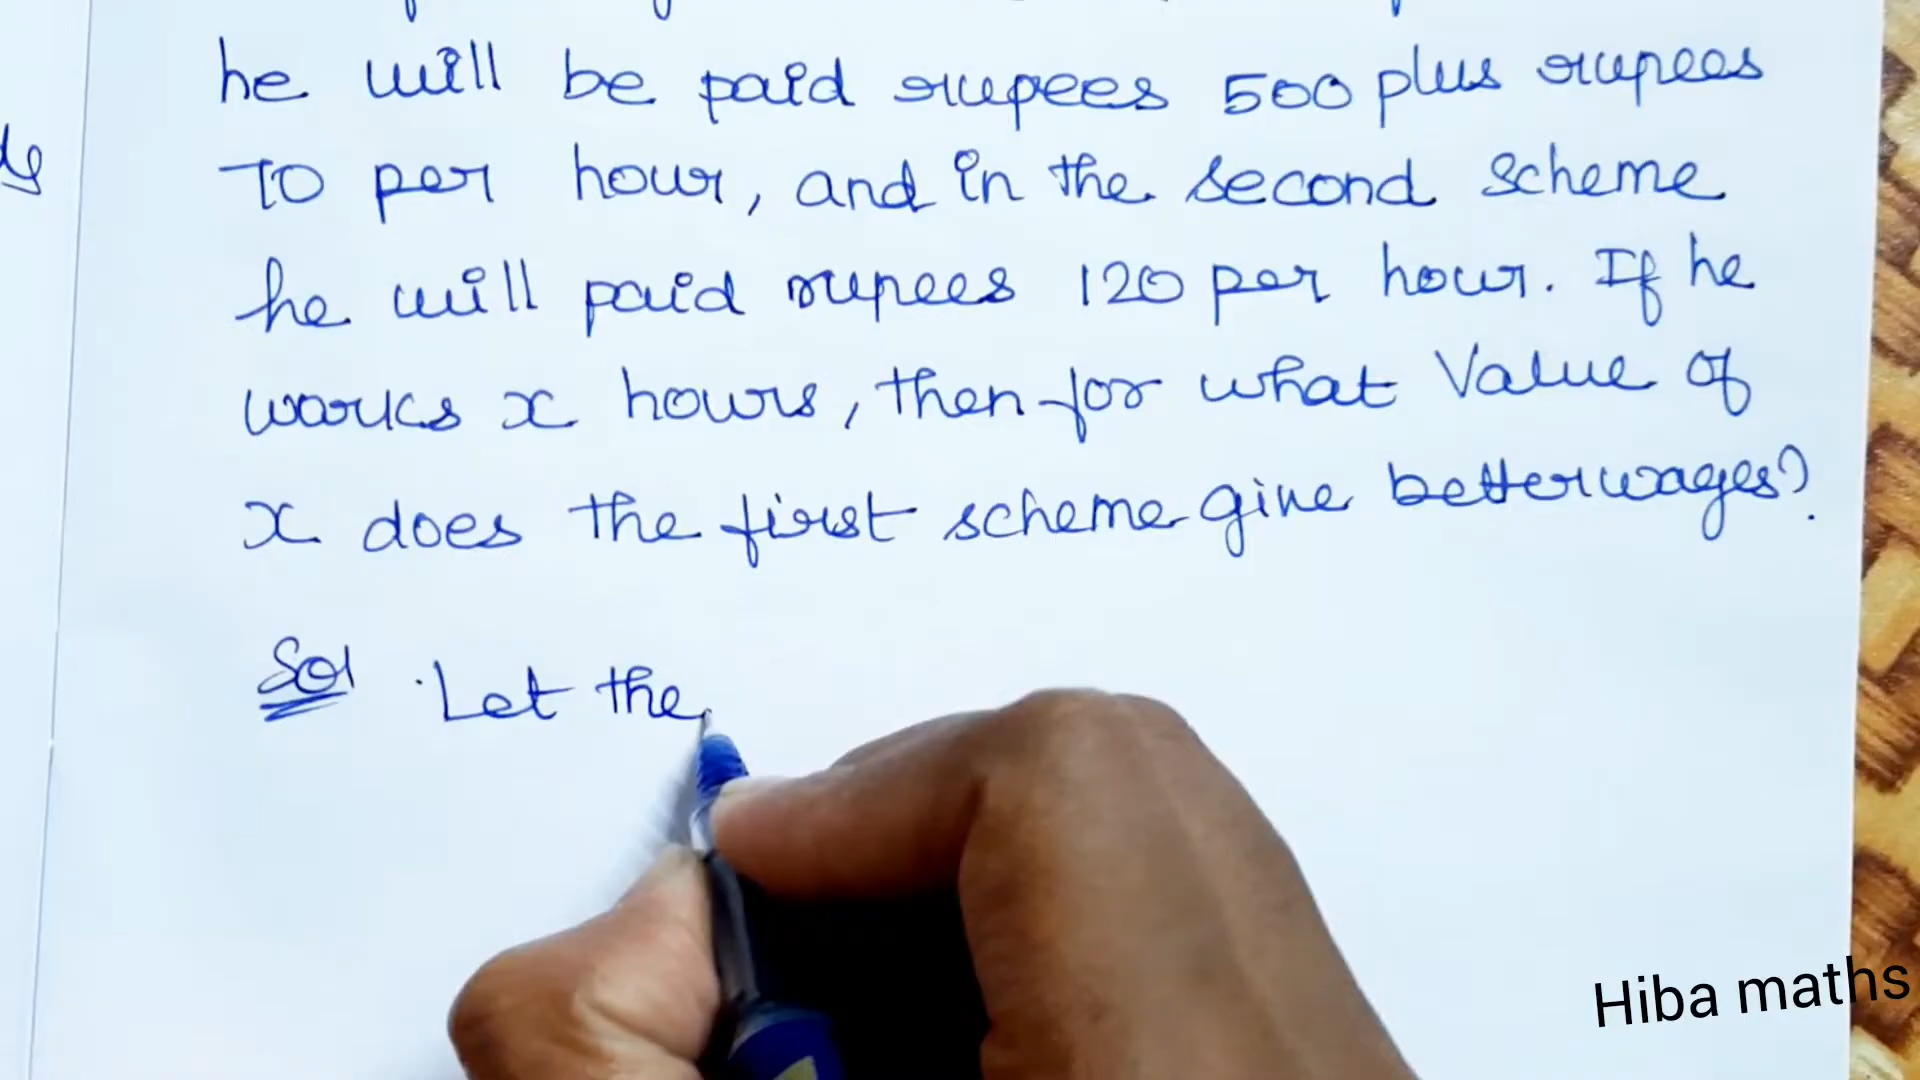 he will be paid rupees 500 plus rupees
70 per hour, and in the second scheme
he will paid rupees 120 per hour. If he
works x hours, then for what Value of
x does the first scheme give better wages?
Sol Let the
Hiba maths